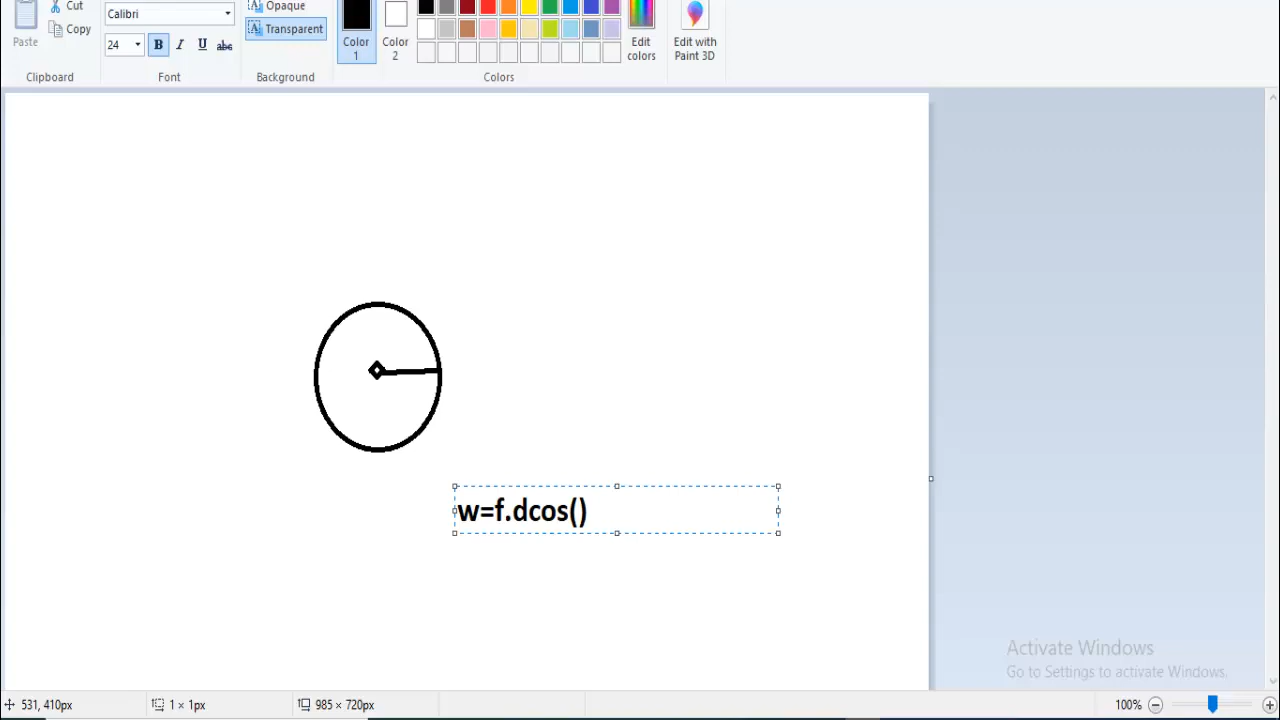 Cut
Opaque
Calibri
Paste
Copy
24
B
I
U
abc
A
Transparent
Color
1
Color
2
Edit
colors
Edit with
Paint 3D
Clipboard
Font
Background
Colors
w=f.dcos()
Activate Windows
Go to Settings to activate Windows.
531, 410px
1 × 1px
985 × 720px
100%